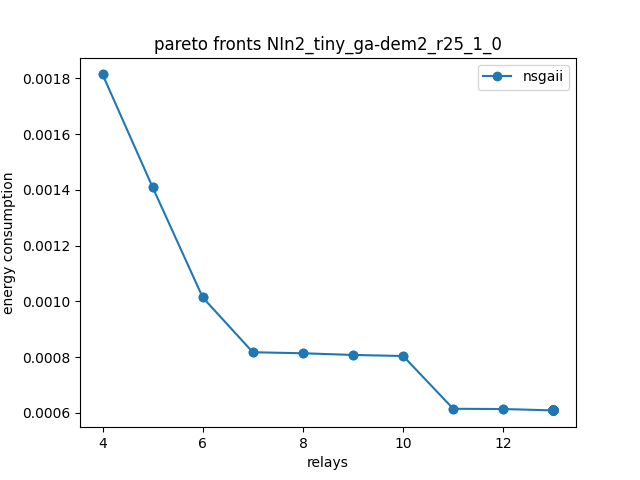 pareto fronts NIn2_tiny_ga-dem2_r25_1_0
nsgaii
0.0018
0.0016
0.0014
0.0012
0.0010
0.0008
0.0006
energy consumption
4 6 8 10 12
relays